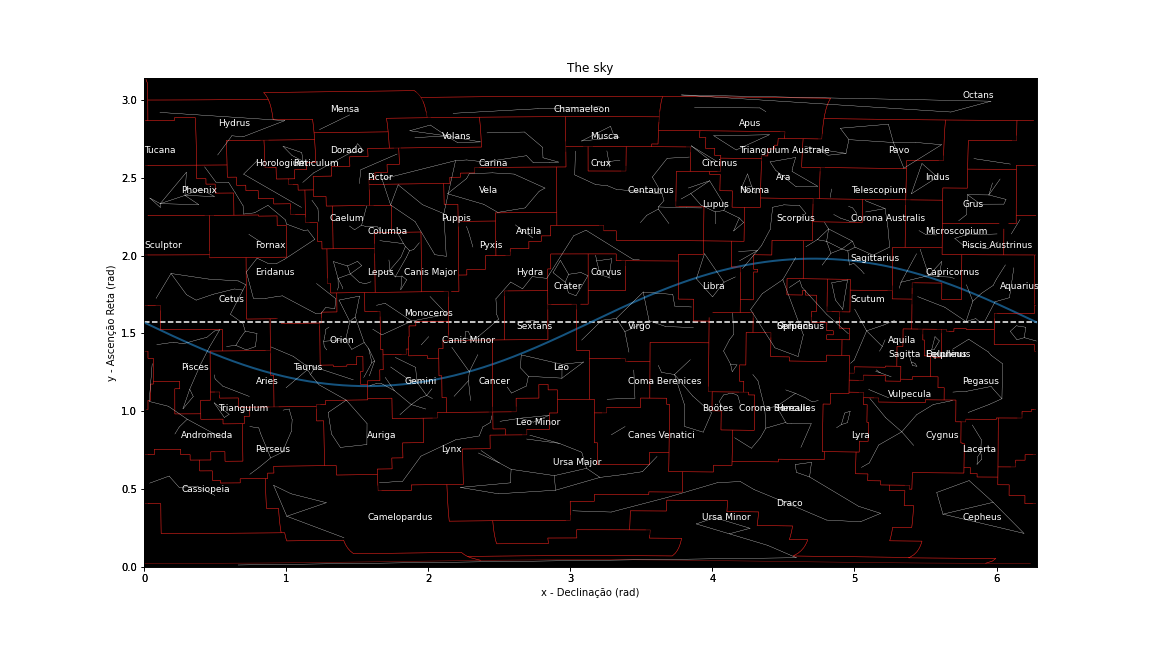 The sky
3.0
Octans
Mensa
Chamaeleon
Hydrus
Apus
Volans
Musca
Tucana
Dorado
Triangulum Australe
Pavo
Horologium
Reticulum
Carina
Crux
Circinus
2.5
Pictor
Ara
Indus
Phoenix
Vela
Centaurus
Norma
Telescopium
Lupus
Grus
Caelum
Puppis
Scorpius
Corona Australis
Columba
Antila
Microscopium
Sculptor
Fornax
Pyxis
Piscis Austrinus
2.0
Sagittarius
Eridanus
Lepus
Canis Major
Hydra
Corvus
Capricornus
Crater
Libra
Aquarius
Cetus
Scutum
Monoceros
Sextans
Virgo
1.5
Orion
Canis Minor
Aquila
Sagitta
Pisces
Taurus
Leo
Aries
Gemini
Cancer
Coma Berenices
Pegasus
Vulpecula
1.0
Triangulum
Boötes
Leo Minor
Andromeda
Auriga
Canes Venatici
Lyra
Cygnus
Perseus
Lynx
Lacerta
Ursa Major
Cassiopeia
0.5
Draco
Camelopardus
Ursa Minor
Cepheus
0.0
0 1 2 3 4 5 6
x - Declinação (rad)
y - Ascenção Reta (rad)